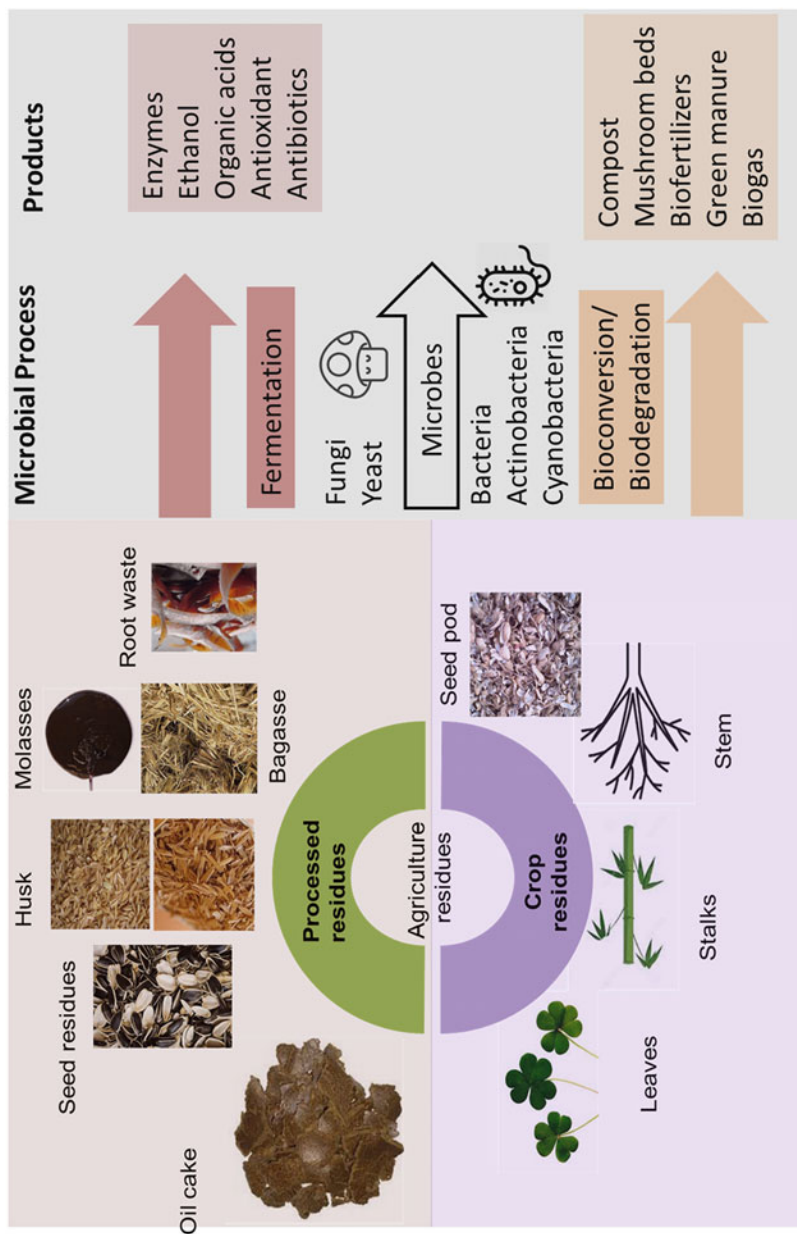 Oil cake
Seed residues
Husk
Molasses
Bagasse
Root waste
Processed
residues
Agriculture
residues
Crop
residues
Leaves
Stalks
Stem
Seed pod
Microbial Process
Products
Fermentation
Enzymes
Ethanol
Organic acids
Antioxidant
Antibiotics
Fungi
Yeast
Microbes
Bacteria
Actinobacteria
Cyanobacteria
Bioconversion/
Biodegradation
Compost
Mushroom beds
Biofertilizers
Green manure
Biogas